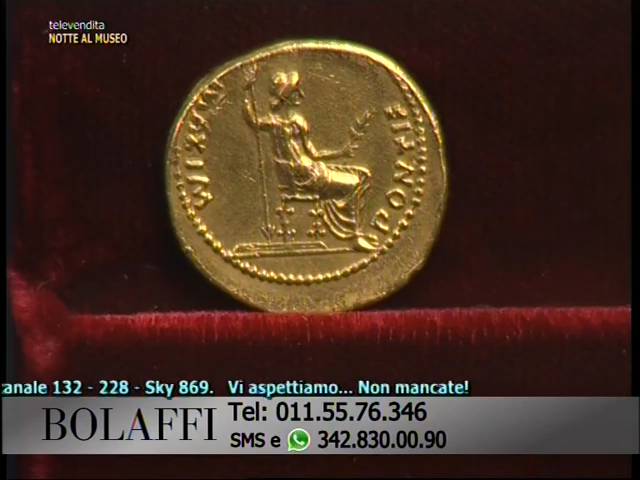 televendita
NOTTE AL MUSEO
PONTIF MAXIM
canale 132 - 228 - Sky 869. Vi aspettiamo... Non mancate!
BOLAFFI
Tel: 011.55.76.346
SMS e 342.830.00.90